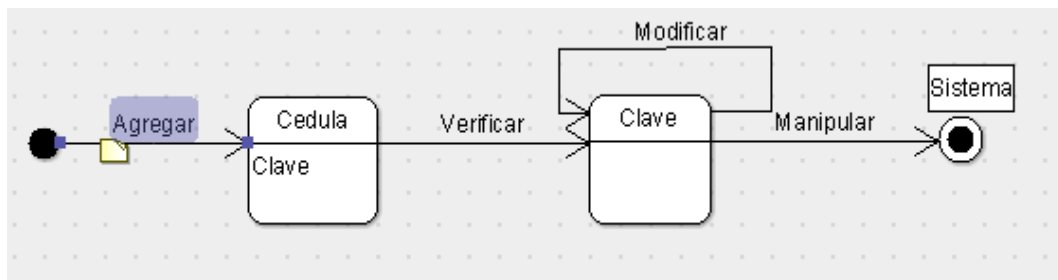 Modificar
Sistema
Agregar
Cedula
Verificar
Clave
Manipular
Clave